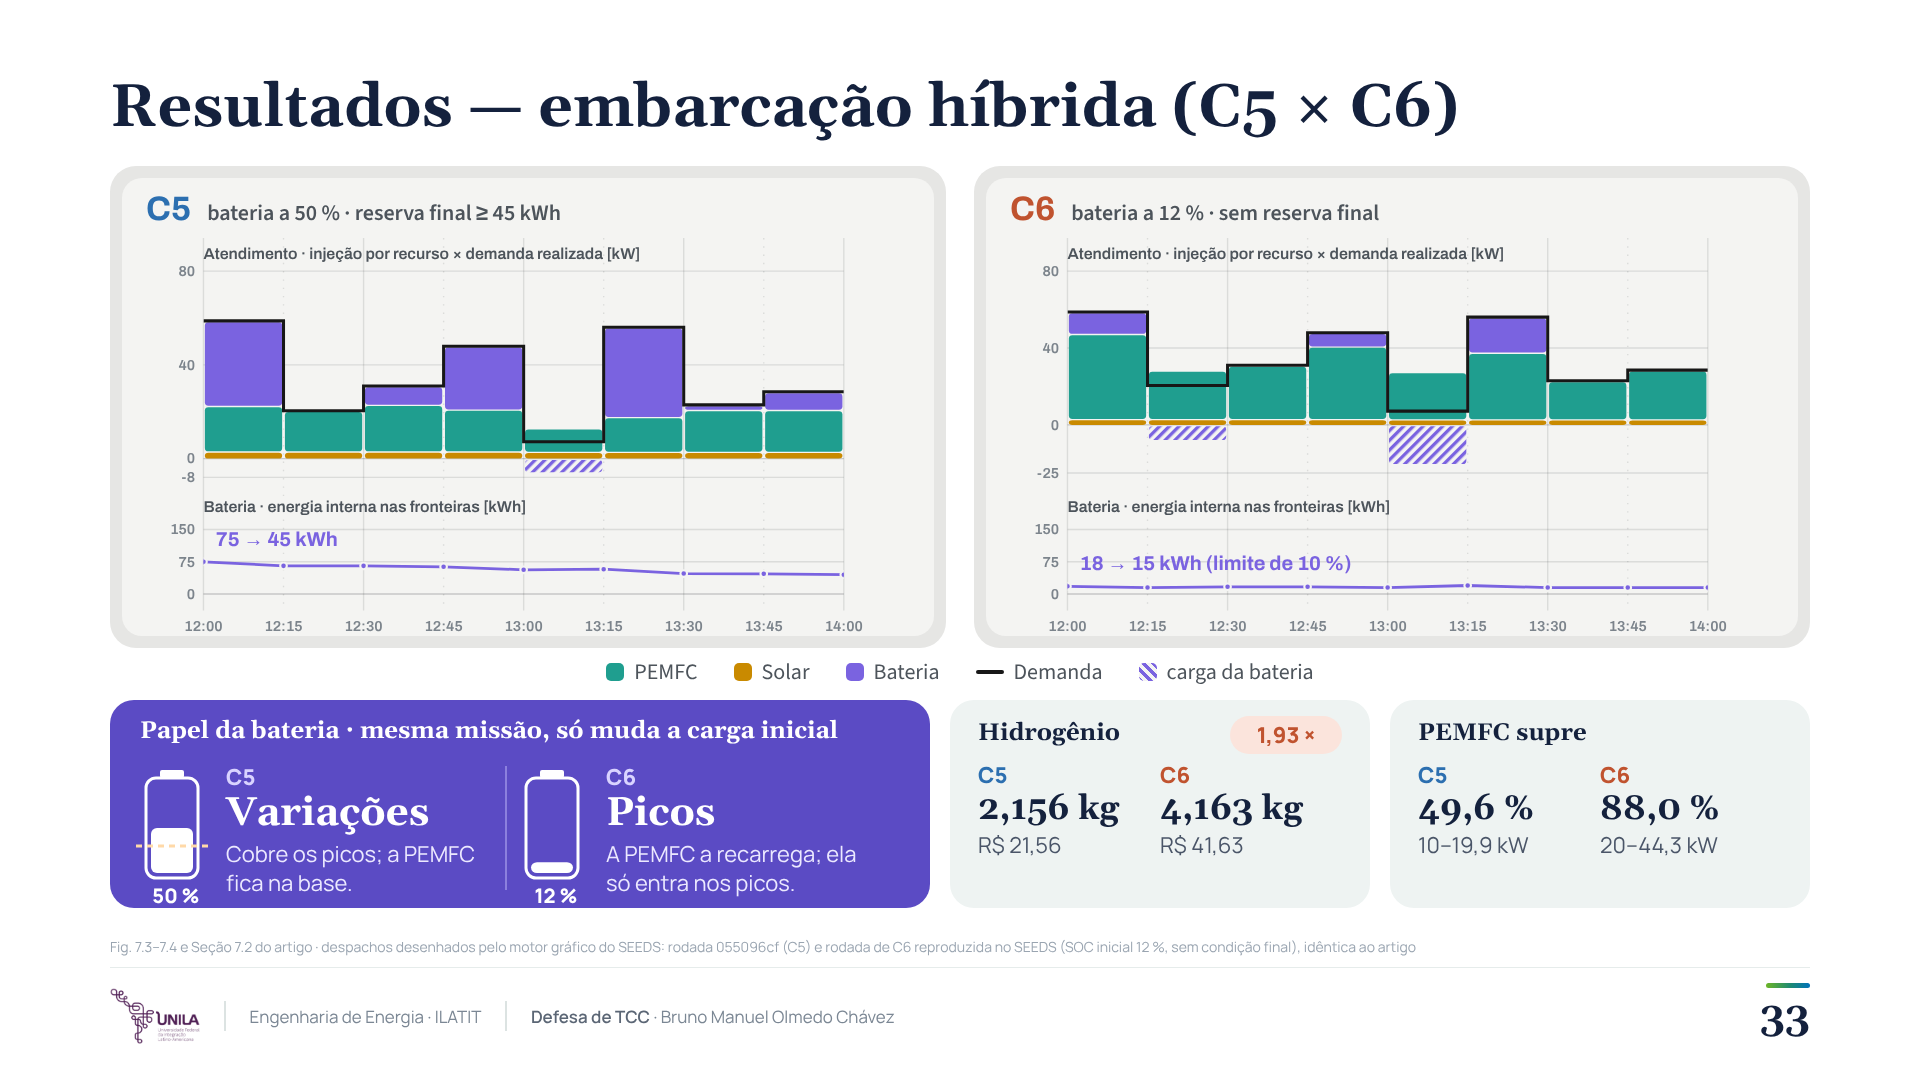 Resultados — embarcação híbrida (C5 × C6)
C5 bateria a 50 % · reserva final ≥ 45 kWh
Atendimento · injeção por recurso × demanda realizada [kW]
80
40
0
-8
Bateria · energia interna nas fronteiras [kWh]
150
75 → 45 kWh
75
0
12:00 12:15 12:30 12:45 13:00 13:15 13:30 13:45 14:00
C6 bateria a 12 % · sem reserva final
Atendimento · injeção por recurso × demanda realizada [kW]
80
40
0
-25
Bateria · energia interna nas fronteiras [kWh]
150
75
18 → 15 kWh (limite de 10 %)
0
12:00 12:15 12:30 12:45 13:00 13:15 13:30 13:45 14:00
PEMFC Solar Bateria Demanda carga da bateria
Papel da bateria · mesma missão, só muda a carga inicial
C5
Variações
Cobre os picos; a PEMFC
fica na base.
50 %
C6
Picos
A PEMFC a recarrega; ela
só entra nos picos.
12 %
Hidrogênio 1,93 ×
C5 C6
2,156 kg 4,163 kg
R$ 21,56 R$ 41,63
PEMFC supre
C5 C6
49,6 % 88,0 %
10–19,9 kW 20–44,3 kW
Fig. 7.3–7.4 e Seção 7.2 do artigo · despachos desenhados pelo motor gráfico do SEEDS: rodada 055096cf (C5) e rodada de C6 reproduzida no SEEDS (SOC inicial 12 %, sem condição final), idêntica ao artigo
UNILA
Engenharia de Energia · ILATIT
Defesa de TCC · Bruno Manuel Olmedo Chávez
33